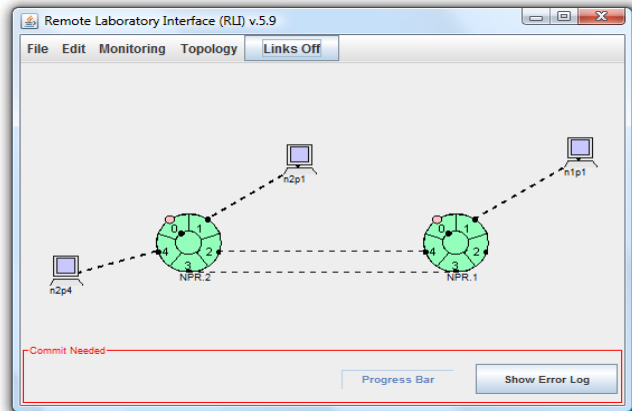 Remote Laboratory Interface (RLI) v.5.9
File Edit Monitoring Topology Links Off
n2p1
n1p1
0 1 2 3 4
NPR.2
0 1 2 3 4
NPR.1
n2p4
Commit Needed
Progress Bar
Show Error Log